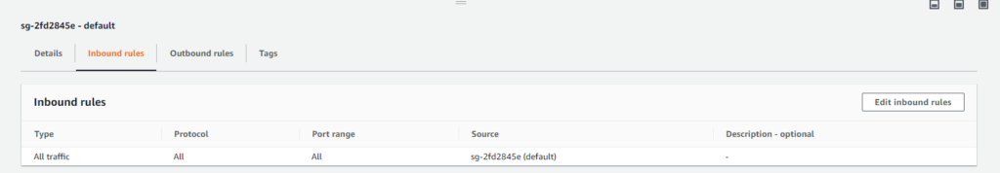 sg-2fd2845e - default
Details Inbound rules Outbound rules Tags
Inbound rules Edit inbound rules
Type Protocol Port range Source Description - optional
All traffic All All sg-2fd2845e (default) -